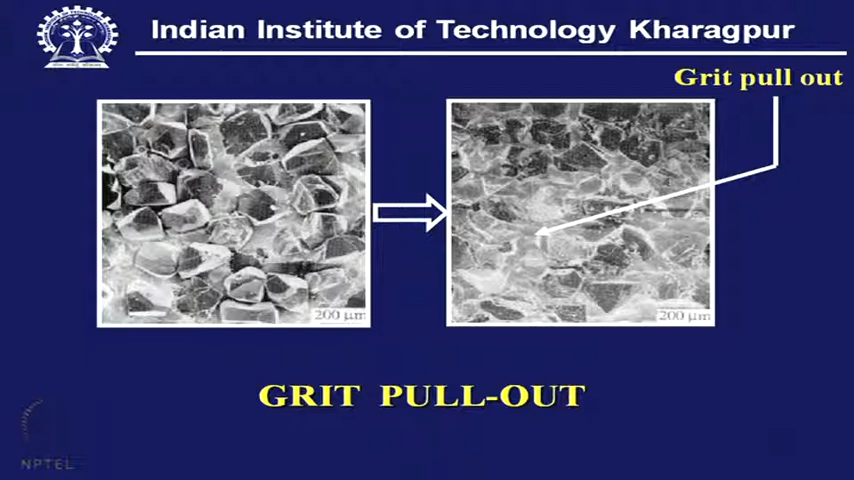 Indian Institute of Technology Kharagpur
Grit pull out
200 μm
200 μm
GRIT PULL-OUT
NPTEL